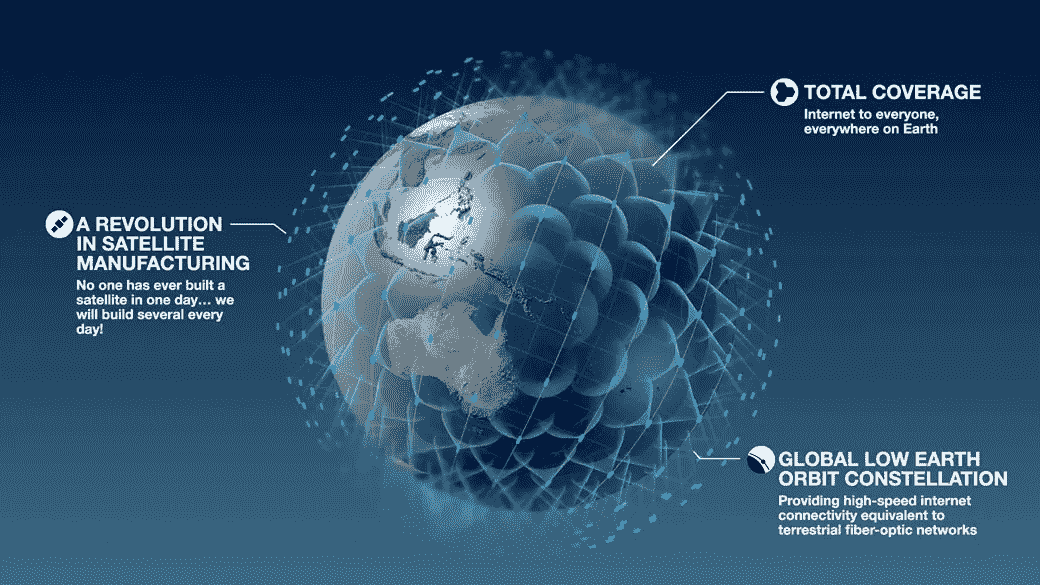 TOTAL COVERAGE
Internet to everyone,
everywhere on Earth
A REVOLUTION
IN SATELLITE
MANUFACTURING
No one has ever built a
satellite in one day... we
will build several every
day!
GLOBAL LOW EARTH
ORBIT CONSTELLATION
Providing high-speed internet
connectivity equivalent to
terrestrial fiber-optic networks